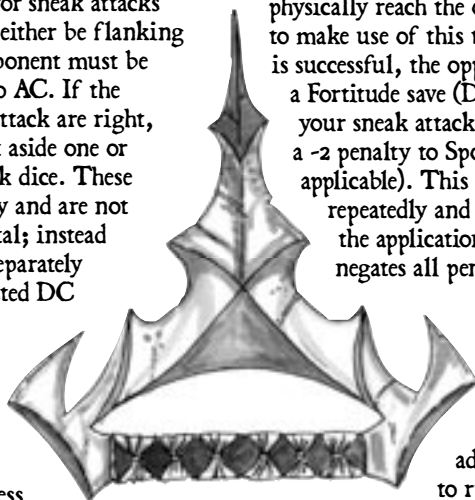 or sneak attacks
either be flanking
ponent must be
o AC. If the
ttack are right,
t aside one or
k dice. These
y and are not
tal; instead
eparately
ted DC
ess
physically reach the
to make use of this t
is successful, the opp
a Fortitude save (D
your sneak attack
a -2 penalty to Spo
applicable). This
repeatedly and
the application
negates all per
ad
to r